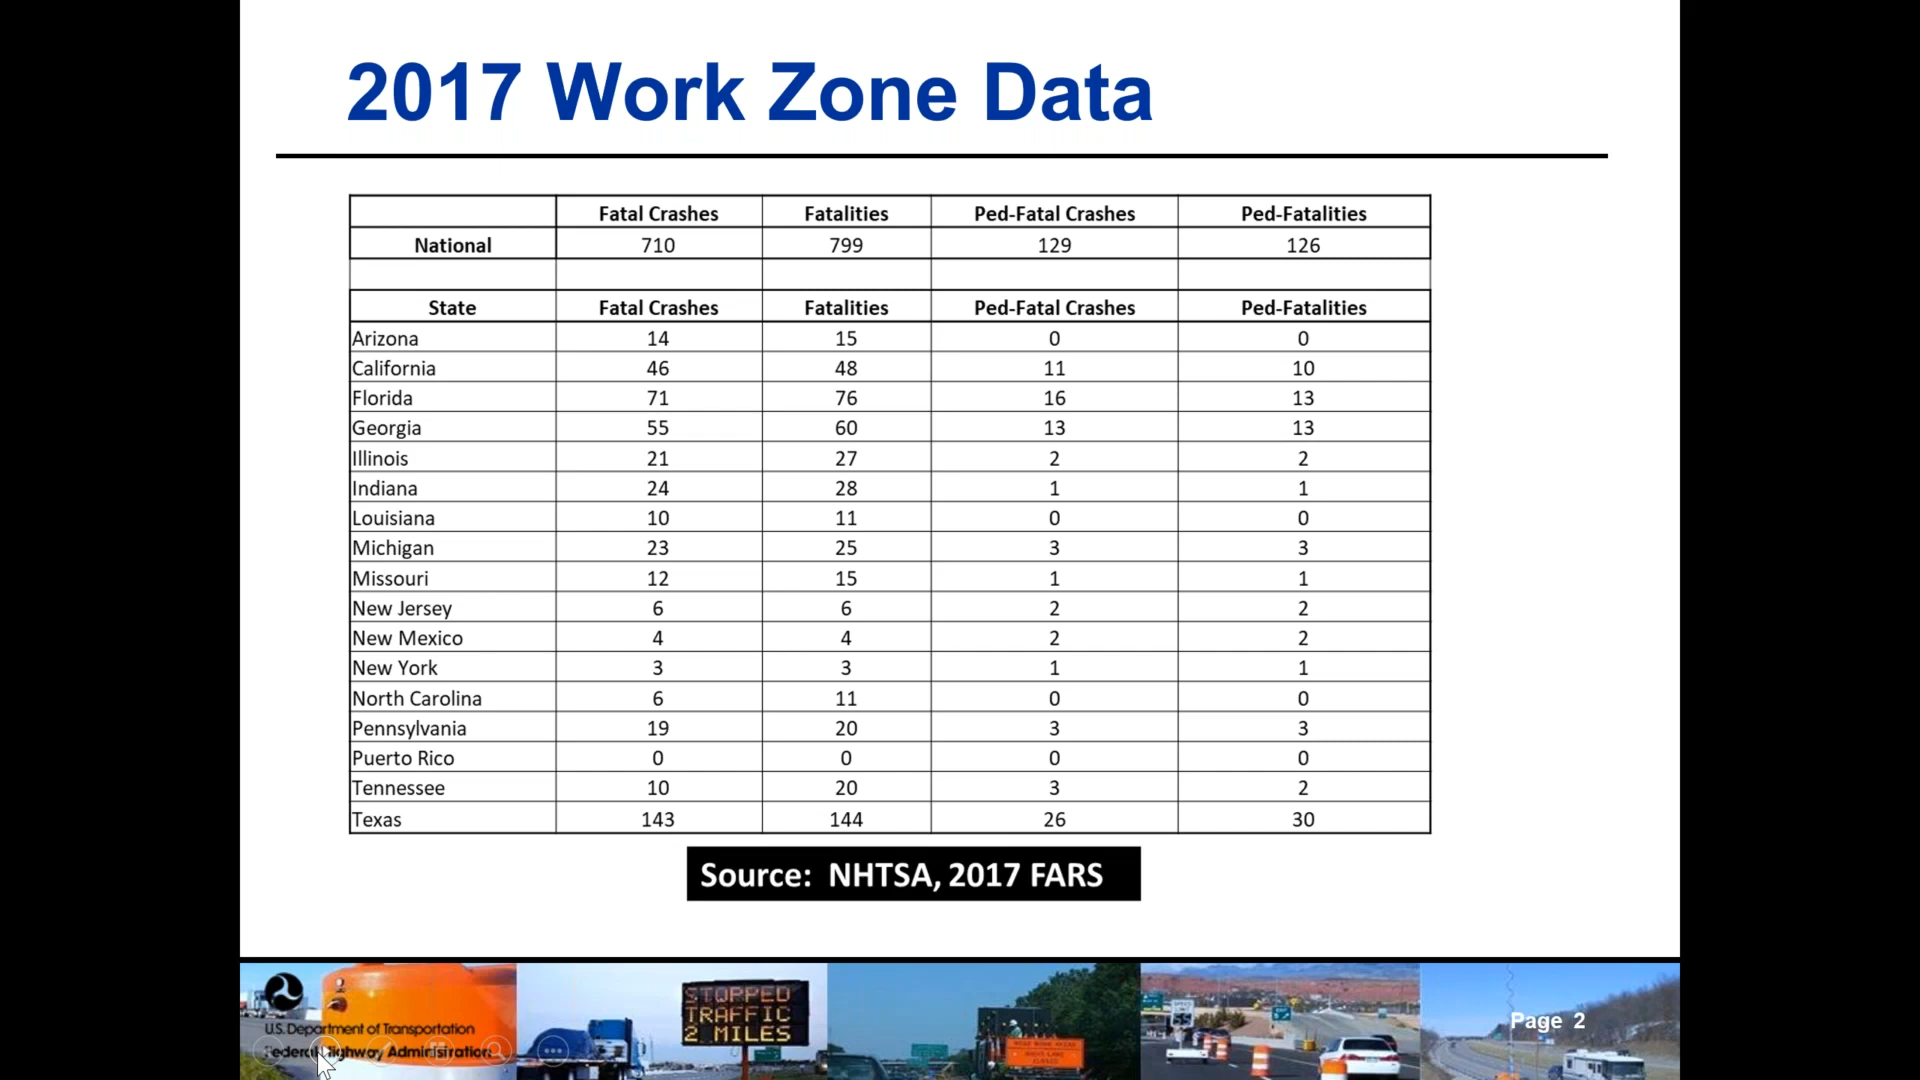 2017 Work Zone Data
Fatal Crashes Fatalities Ped-Fatal Crashes Ped-Fatalities
National 710 799 129 126
State Fatal Crashes Fatalities Ped-Fatal Crashes Ped-Fatalities
Arizona 14 15 0 0
California 46 48 11 10
Florida 71 76 16 13
Georgia 55 60 13 13
Illinois 21 27 2 2
Indiana 24 28 1 1
Louisiana 10 11 0 0
Michigan 23 25 3 3
Missouri 12 15 1 1
New Jersey 6 6 2 2
New Mexico 4 4 2 2
New York 3 3 1 1
North Carolina 6 11 0 0
Pennsylvania 19 20 3 3
Puerto Rico 0 0 0 0
Tennessee 10 20 3 2
Texas 143 144 26 30
Source: NHTSA, 2017 FARS
U.S. Department of Transportation
Federal Highway Administration
STOPPED
TRAFFIC
2 MILES
Page 2